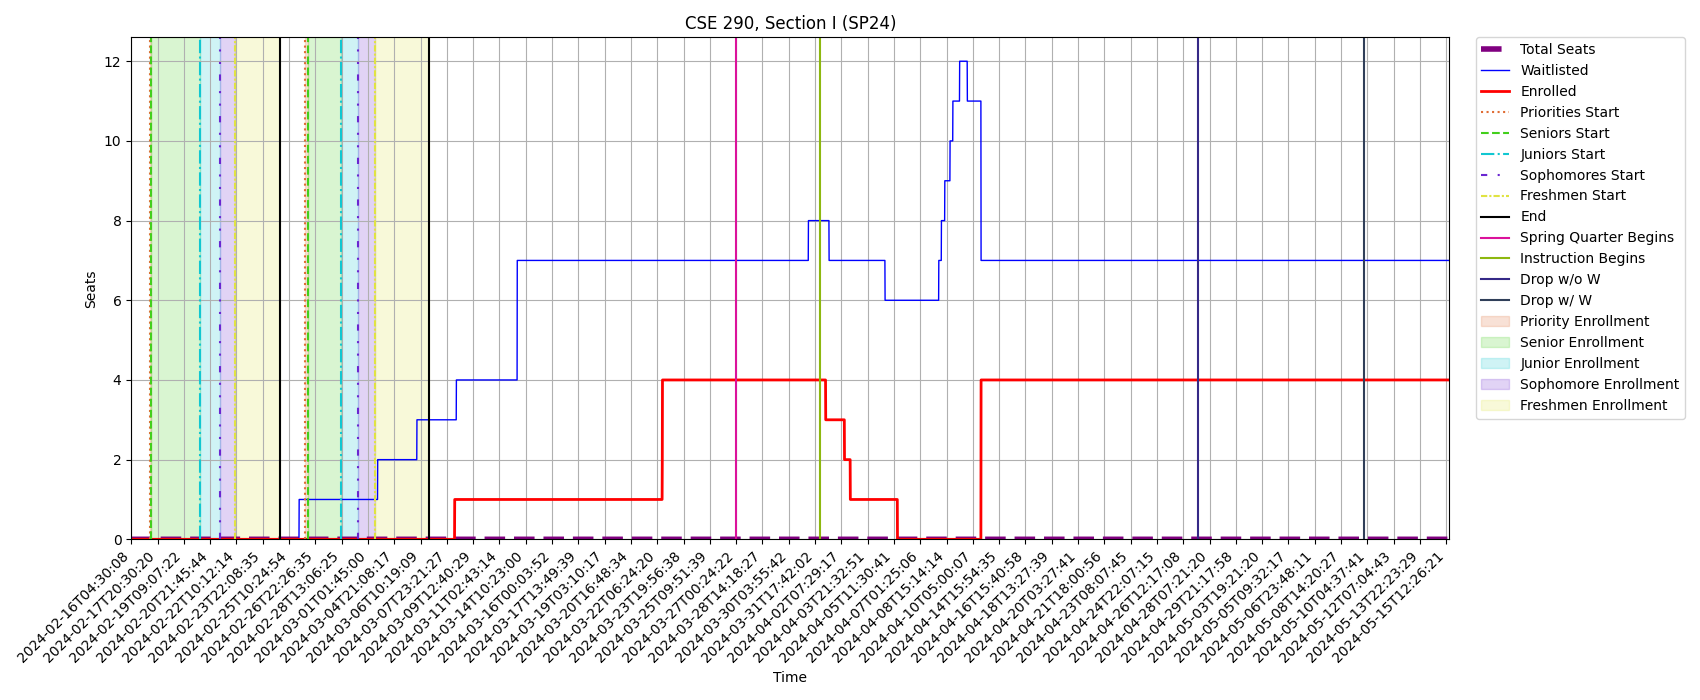 CSE 290, Section I (SP24)
Seats
12
10
8
6
4
2
0
2024-02-16T04:30:08
2024-02-17T20:30:20
2024-02-19T09:07:22
2024-02-20T21:45:44
2024-02-22T10:12:14
2024-02-23T22:08:35
2024-02-25T10:24:54
2024-02-26T22:26:35
2024-02-28T13:06:25
2024-03-01T01:45:00
2024-03-04T21:08:17
2024-03-06T10:19:09
2024-03-07T23:21:27
2024-03-09T12:40:29
2024-03-11T02:43:14
2024-03-14T10:23:00
2024-03-16T00:03:52
2024-03-17T13:49:39
2024-03-19T03:10:17
2024-03-20T16:48:34
2024-03-22T06:24:20
2024-03-23T19:56:38
2024-03-25T09:51:39
2024-03-27T00:24:22
2024-03-28T14:18:27
2024-03-30T03:55:42
2024-03-31T17:42:02
2024-04-02T07:29:17
2024-04-03T21:32:51
2024-04-05T11:30:41
2024-04-07T01:25:06
2024-04-08T15:14:14
2024-04-10T05:00:07
2024-04-14T15:54:35
2024-04-16T15:40:58
2024-04-18T13:27:39
2024-04-20T03:27:41
2024-04-21T18:00:56
2024-04-23T08:07:45
2024-04-24T22:07:15
2024-04-26T12:17:08
2024-04-28T07:21:20
2024-04-29T21:17:58
2024-05-03T19:21:20
2024-05-05T09:32:17
2024-05-06T23:48:11
2024-05-08T14:20:27
2024-05-10T04:37:41
2024-05-12T07:04:43
2024-05-13T22:23:29
2024-05-15T12:26:21
Time
Total Seats
Waitlisted
Enrolled
Priorities Start
Seniors Start
Juniors Start
Sophomores Start
Freshmen Start
End
Spring Quarter Begins
Instruction Begins
Drop w/o W
Drop w/ W
Priority Enrollment
Senior Enrollment
Junior Enrollment
Sophomore Enrollment
Freshmen Enrollment